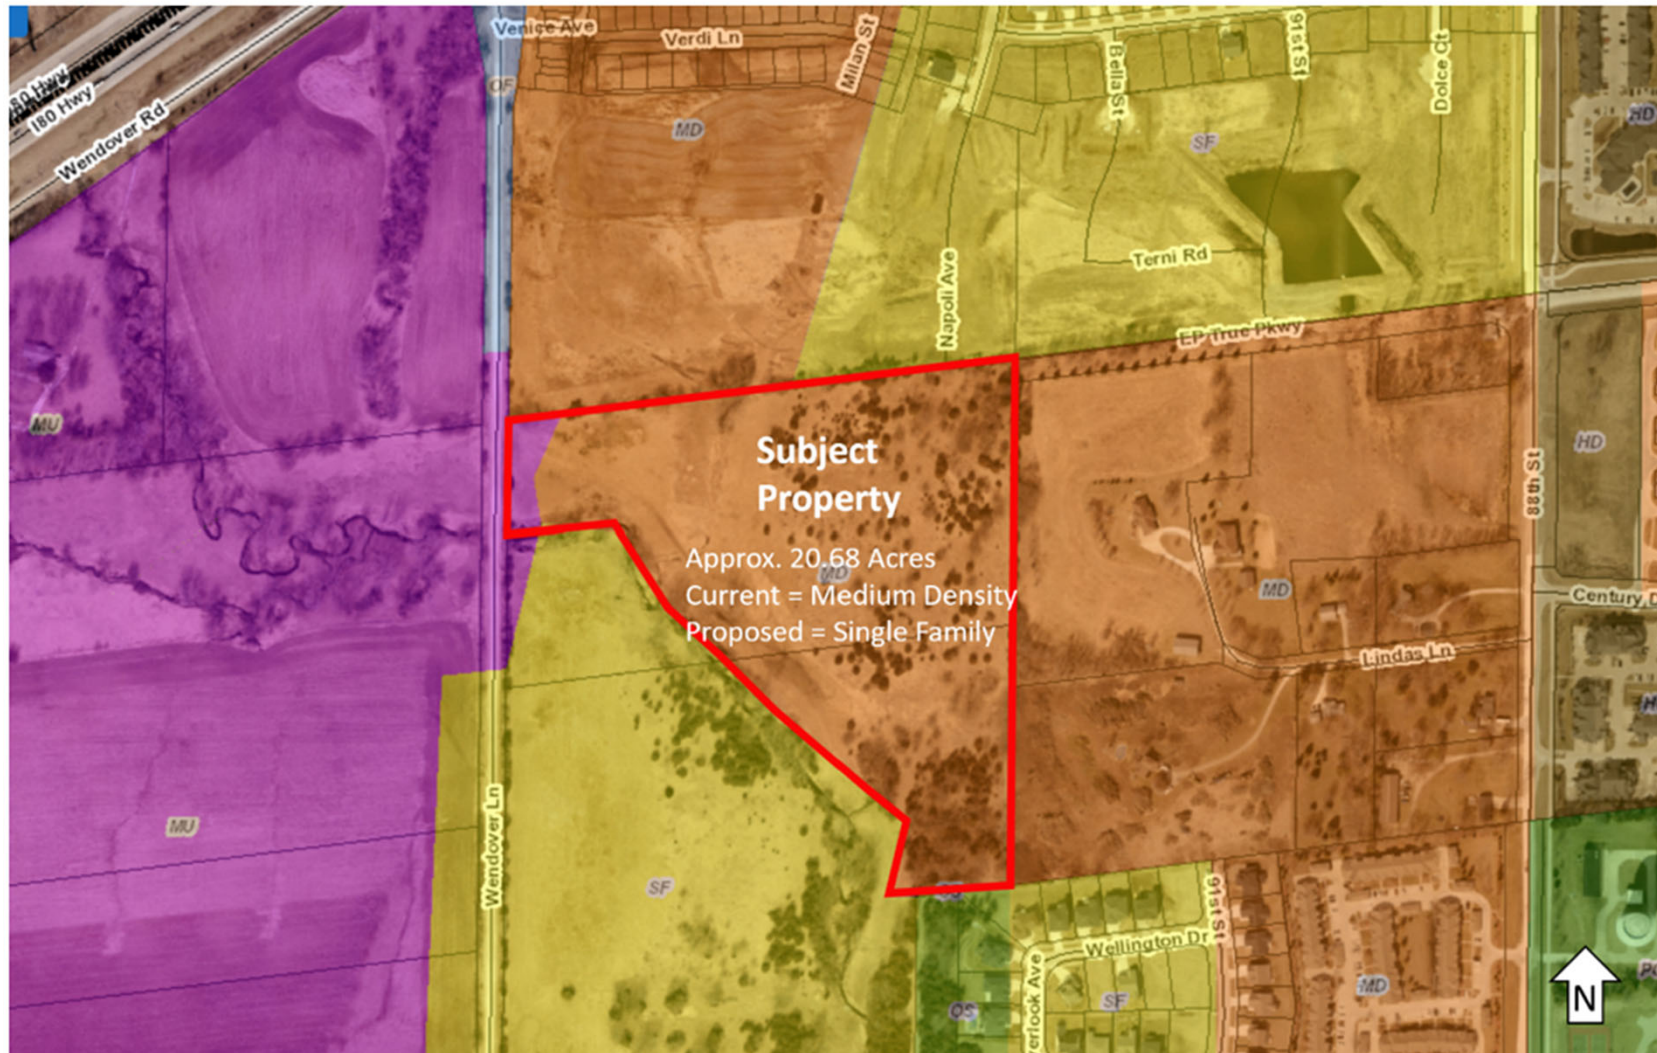 Venice Ave
Verdi Ln
Milan St
Bella St
91st St
Dolce Ct
I80 Hwy
I80 Hwy
Wendover Rd
OF
MD
SF
HD
Napoli Ave
Terni Rd
EP True Pkwy
MU
Subject
Property
Approx. 20.68 Acres
Current = Medium Density
Proposed = Single Family
MD
MD
88th St
HD
Century D
Lindas Ln
MU
Wendover Ln
SF
91st St
Wellington Dr
erlook Ave
OS
SF
MD
N